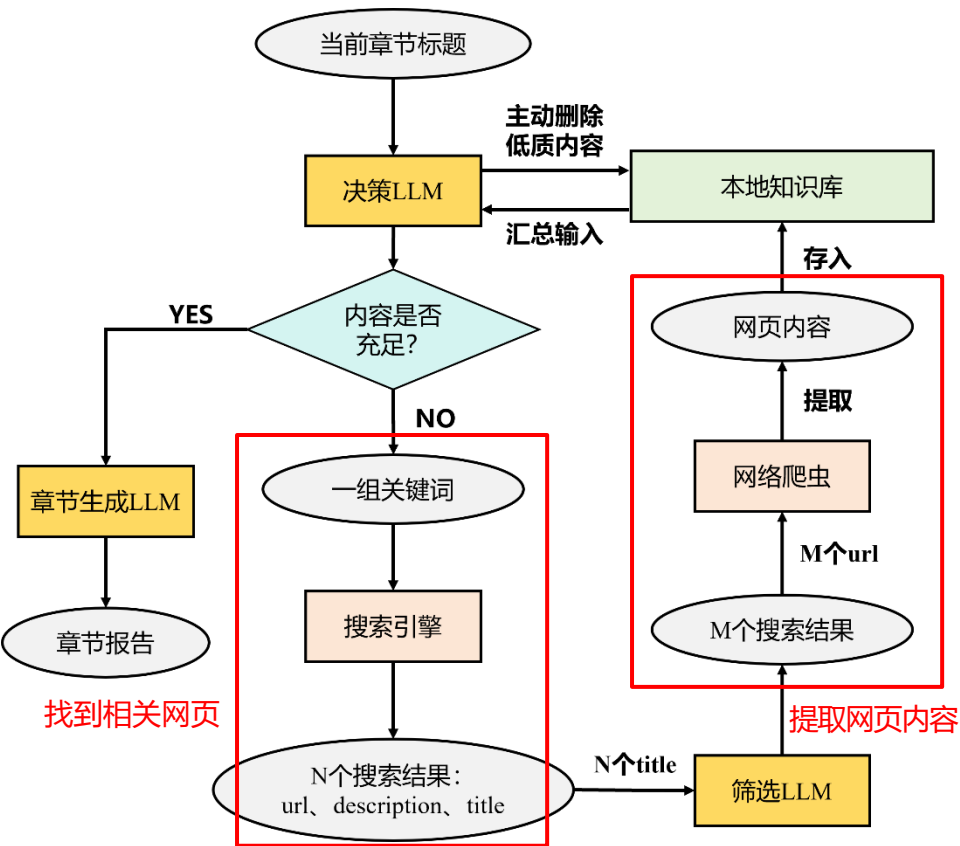 当前章节标题
主动删除
低质内容
决策LLM
本地知识库
汇总输入
存入
YES
内容是否
充足?
网页内容
NO
提取
一组关键词
网络爬虫
章节生成LLM
M个url
搜索引擎
M个搜索结果
章节报告
找到相关网页
提取网页内容
N个搜索结果：
url、description、title
N个title
筛选LLM